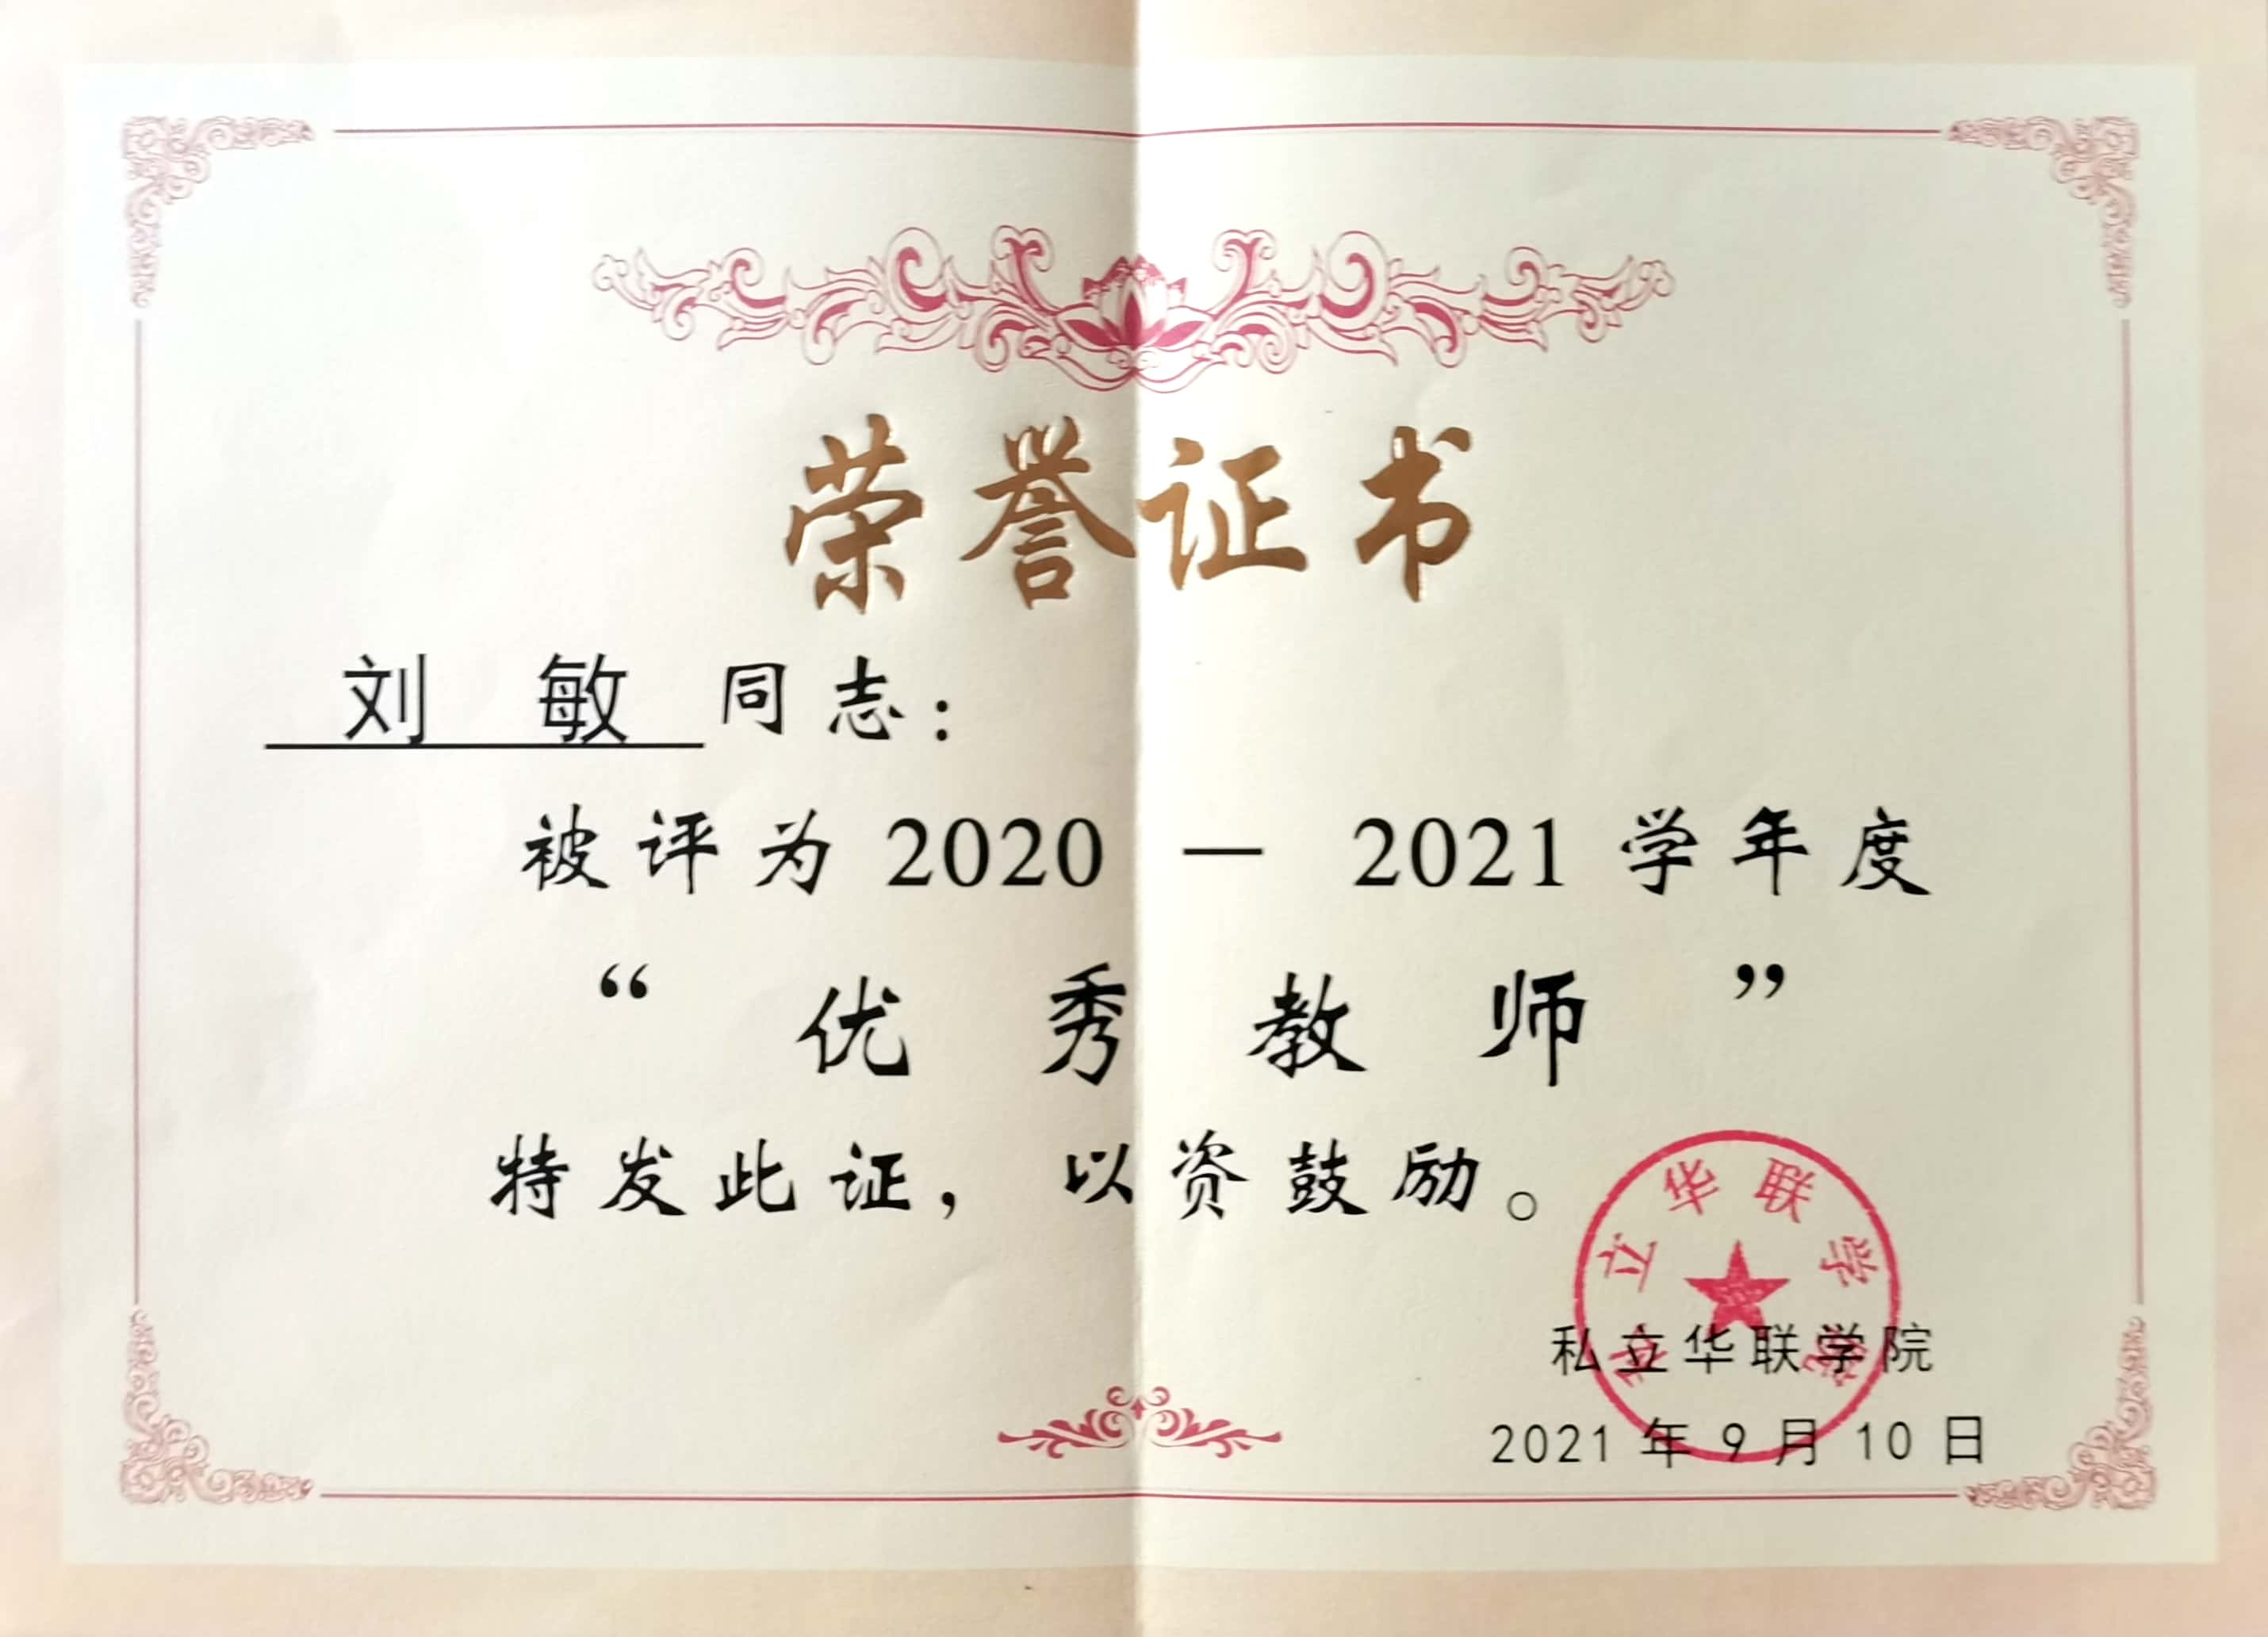 荣誉证书
刘 敏 同志：
被评为 2020 — 2021 学年度
“ 优 秀 教 师 ”
特发此证， 以资鼓励。
私立华联学院
私立华联学院
2021 年 9 月 10 日